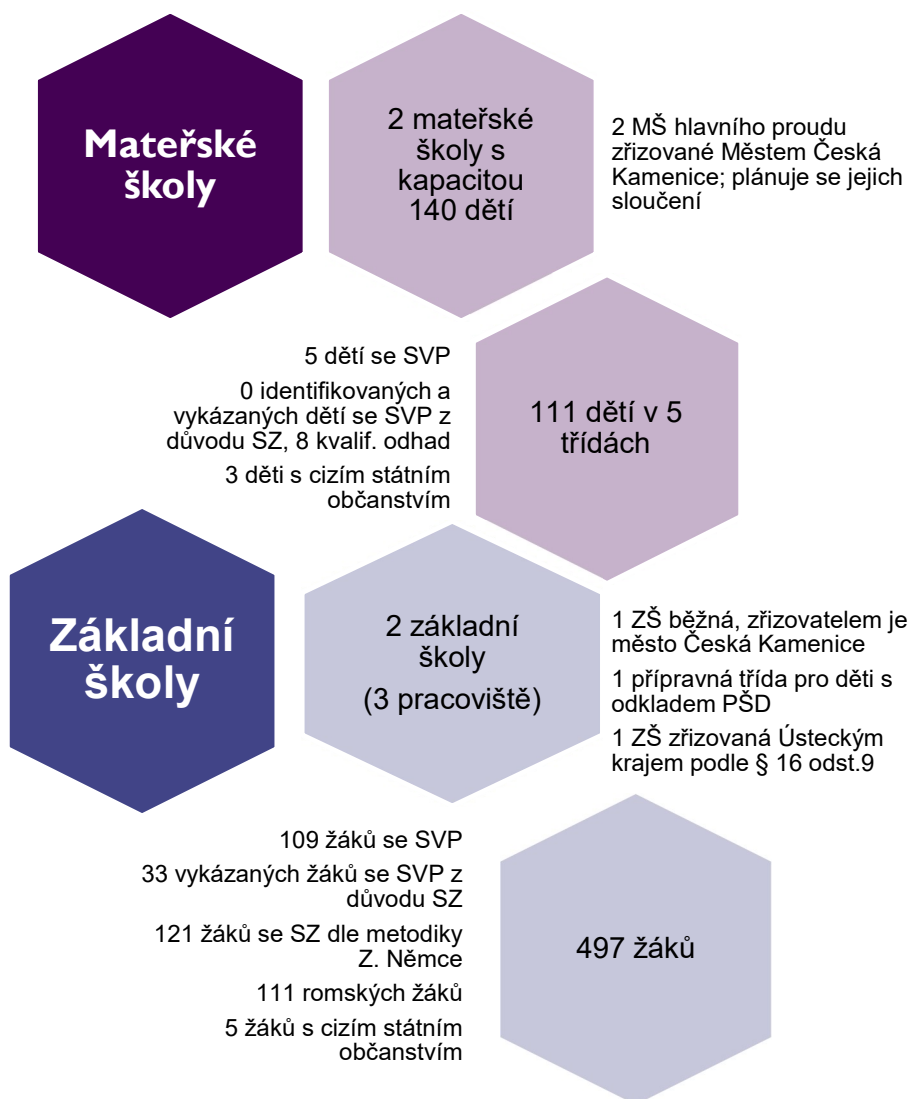 Mateřské
školy
2 mateřské
školy s
kapacitou
140 dětí
2 MŠ hlavního proudu
zřizované Městem Česká
Kamenice; plánuje se jejich
sloučení
5 dětí se SVP
0 identifikovaných a
vykázaných dětí se SVP z
důvodu SZ, 8 kvalif. odhad
3 děti s cizím státním
občanstvím
111 dětí v 5
třídách
Základní
školy
2 základní
školy
(3 pracoviště)
1 ZŠ běžná, zřizovatelem je
město Česká Kamenice
1 přípravná třída pro děti s
odkladem PŠD
1 ZŠ zřizovaná Ústeckým
krajem podle § 16 odst.9
109 žáků se SVP
33 vykázaných žáků se SVP z
důvodu SZ
121 žáků se SZ dle metodiky
Z. Němce
111 romských žáků
5 žáků s cizím státním
občanstvím
497 žáků